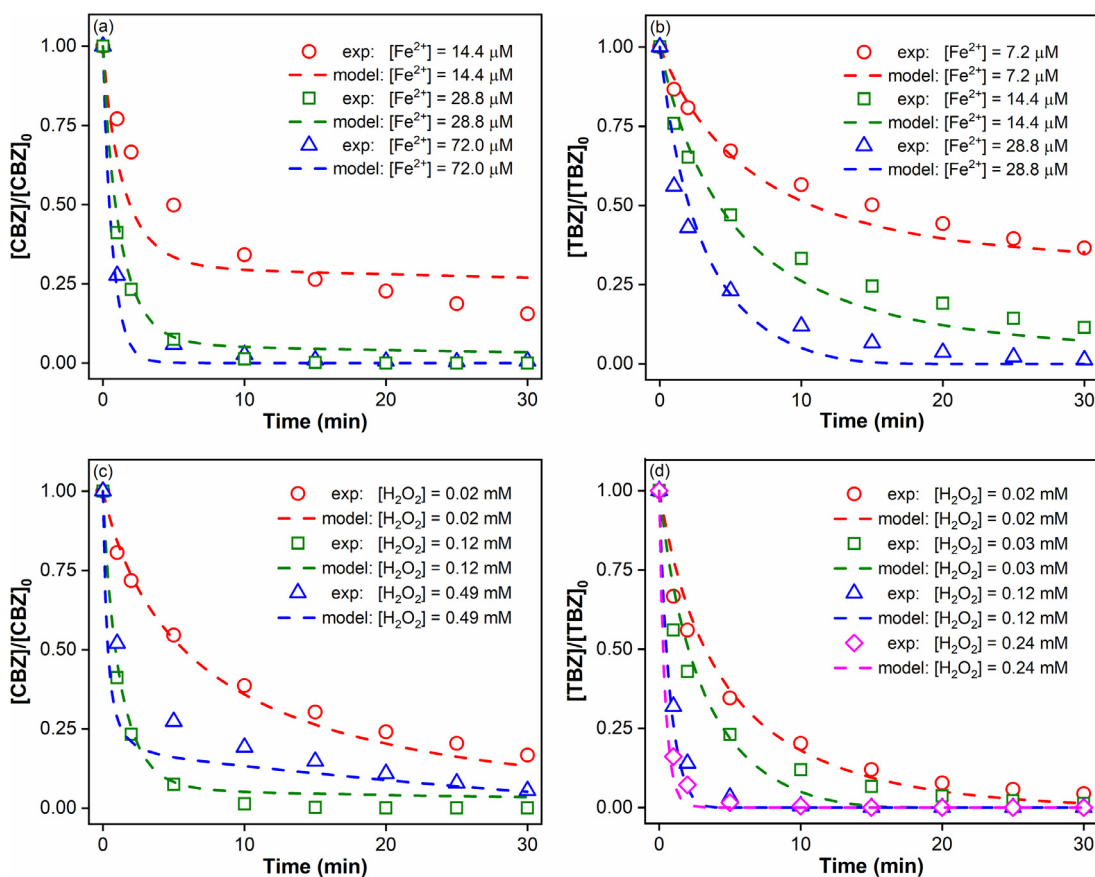 (a)
1.00
0.75
0.50
0.25
0.00
[CBZ]/[CBZ]₀
exp: [Fe²⁺] = 14.4 μM
model: [Fe²⁺] = 14.4 μM
exp: [Fe²⁺] = 28.8 μM
model: [Fe²⁺] = 28.8 μM
exp: [Fe²⁺] = 72.0 μM
model: [Fe²⁺] = 72.0 μM
0 10 20 30
Time (min)
(b)
1.00
0.75
0.50
0.25
0.00
[TBZ]/[TBZ]₀
exp: [Fe²⁺] = 7.2 μM
model: [Fe²⁺] = 7.2 μM
exp: [Fe²⁺] = 14.4 μM
model: [Fe²⁺] = 14.4 μM
exp: [Fe²⁺] = 28.8 μM
model: [Fe²⁺] = 28.8 μM
0 10 20 30
Time (min)
(c)
1.00
0.75
0.50
0.25
0.00
[CBZ]/[CBZ]₀
exp: [H₂O₂] = 0.02 mM
model: [H₂O₂] = 0.02 mM
exp: [H₂O₂] = 0.12 mM
model: [H₂O₂] = 0.12 mM
exp: [H₂O₂] = 0.49 mM
model: [H₂O₂] = 0.49 mM
0 10 20 30
Time (min)
(d)
1.00
0.75
0.50
0.25
0.00
[TBZ]/[TBZ]₀
exp: [H₂O₂] = 0.02 mM
model: [H₂O₂] = 0.02 mM
exp: [H₂O₂] = 0.03 mM
model: [H₂O₂] = 0.03 mM
exp: [H₂O₂] = 0.12 mM
model: [H₂O₂] = 0.12 mM
exp: [H₂O₂] = 0.24 mM
model: [H₂O₂] = 0.24 mM
0 10 20 30
Time (min)